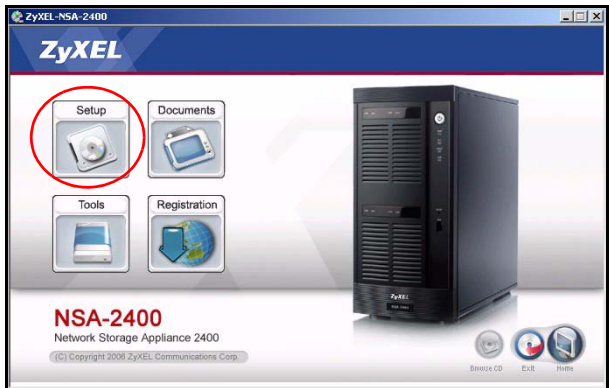 ZyXEL-NSA-2400
ZyXEL
Setup
Documents
Tools
Registration
ZyXEL
NSA-2400
Network Storage Appliance 2400
(C) Copyright 2006 ZyXEL Communications Corp.
Browse CD
Exit
Home